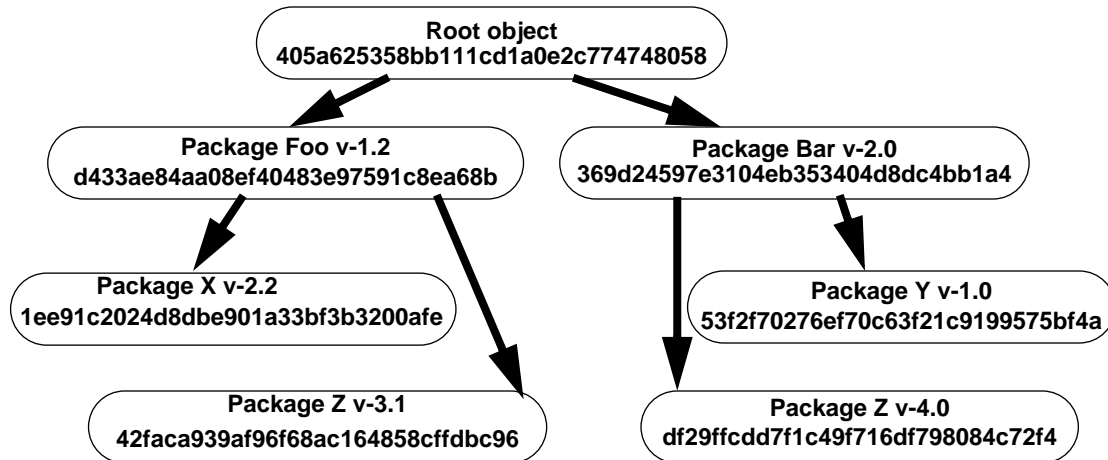 Root object
405a625358bb111cd1a0e2c774748058
Package Foo v-1.2
d433ae84aa08ef40483e97591c8ea68b
Package Bar v-2.0
369d24597e3104eb353404d8dc4bb1a4
Package X v-2.2
1ee91c2024d8dbe901a33bf3b3200afe
Package Y v-1.0
53f2f70276ef70c63f21c9199575bf4a
Package Z v-3.1
42faca939af96f68ac164858cffdbc96
Package Z v-4.0
df29ffcdd7f1c49f716df798084c72f4